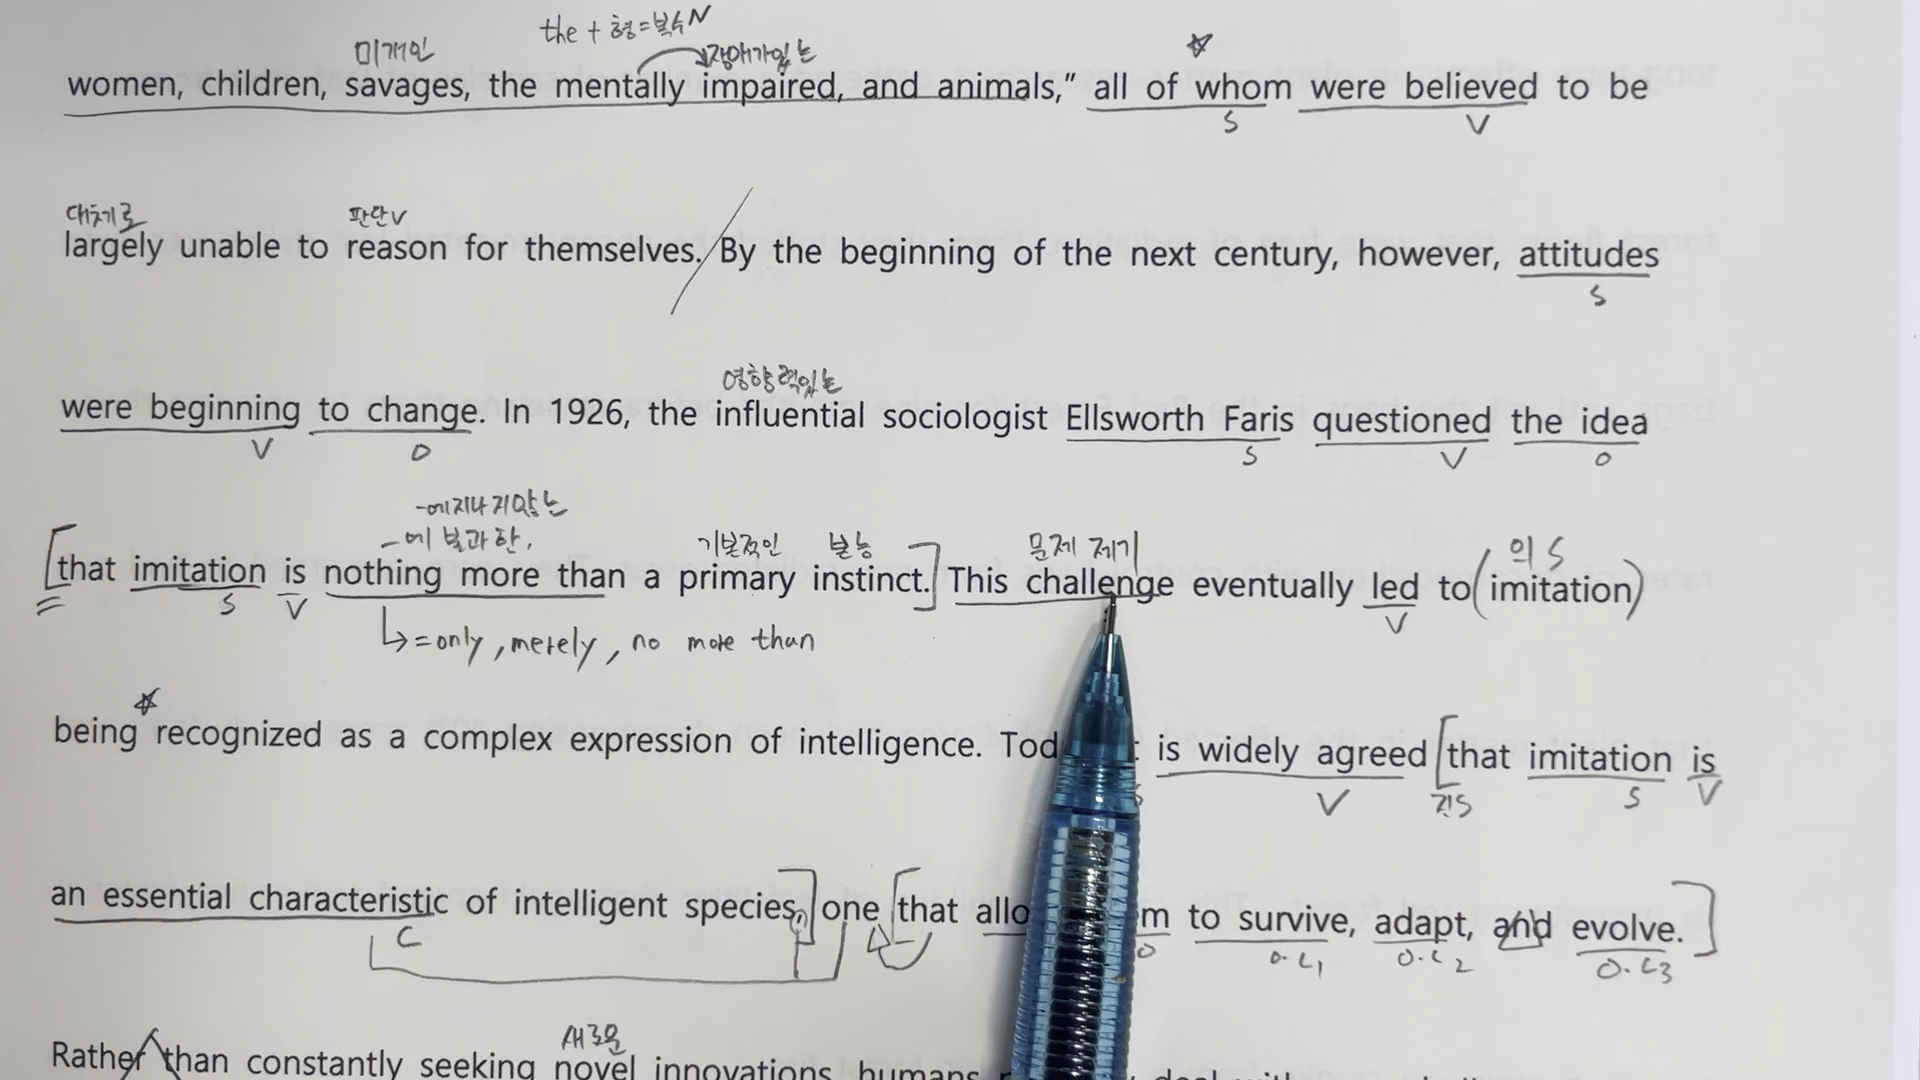 the + 형 = 복수N
미개인 장애가 있는
women, children, savages, the mentally impaired, and animals," all of whom were believed to be
S V
대체로 판단V
largely unable to reason for themselves. By the beginning of the next century, however, attitudes
S
영향력있는
were beginning to change. In 1926, the influential sociologist Ellsworth Faris questioned the idea
V O S V O
-에 지나지않는
-에 불과한, 기본적인 본능 문제 제기 의S
[that imitation is nothing more than a primary instinct.] This challenge eventually led to (imitation)
S V V
=only, merely, no more than
being recognized as a complex expression of intelligence. is widely agreed [that imitation is
V 진S S V
an essential characteristic of intelligent species,] one [that to survive, adapt, and evolve.]
C O O.C1 O.C2 O.C3
새로운
Rather than constantly seeking novel innovations, humans